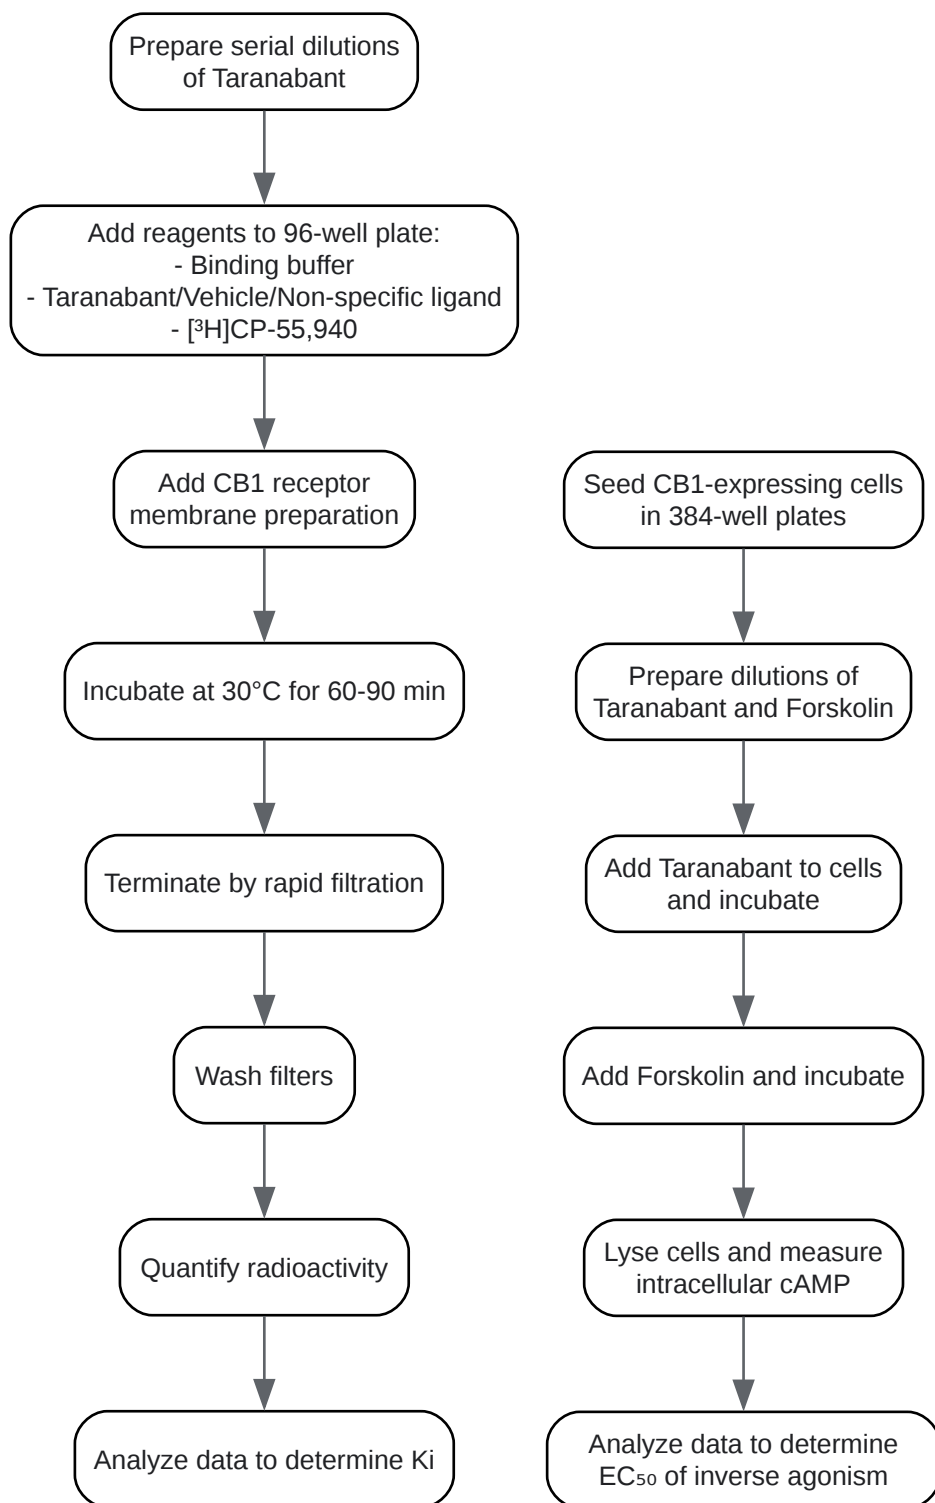 Prepare serial dilutions
of Taranabant
Add reagents to 96-well plate:
- Binding buffer
- Taranabant/Vehicle/Non-specific ligand
- [³H]CP-55,940
Add CB1 receptor
membrane preparation
Incubate at 30°C for 60-90 min
Terminate by rapid filtration
Wash filters
Quantify radioactivity
Analyze data to determine Ki
Seed CB1-expressing cells
in 384-well plates
Prepare dilutions of
Taranabant and Forskolin
Add Taranabant to cells
and incubate
Add Forskolin and incubate
Lyse cells and measure
intracellular cAMP
Analyze data to determine
EC₅₀ of inverse agonism